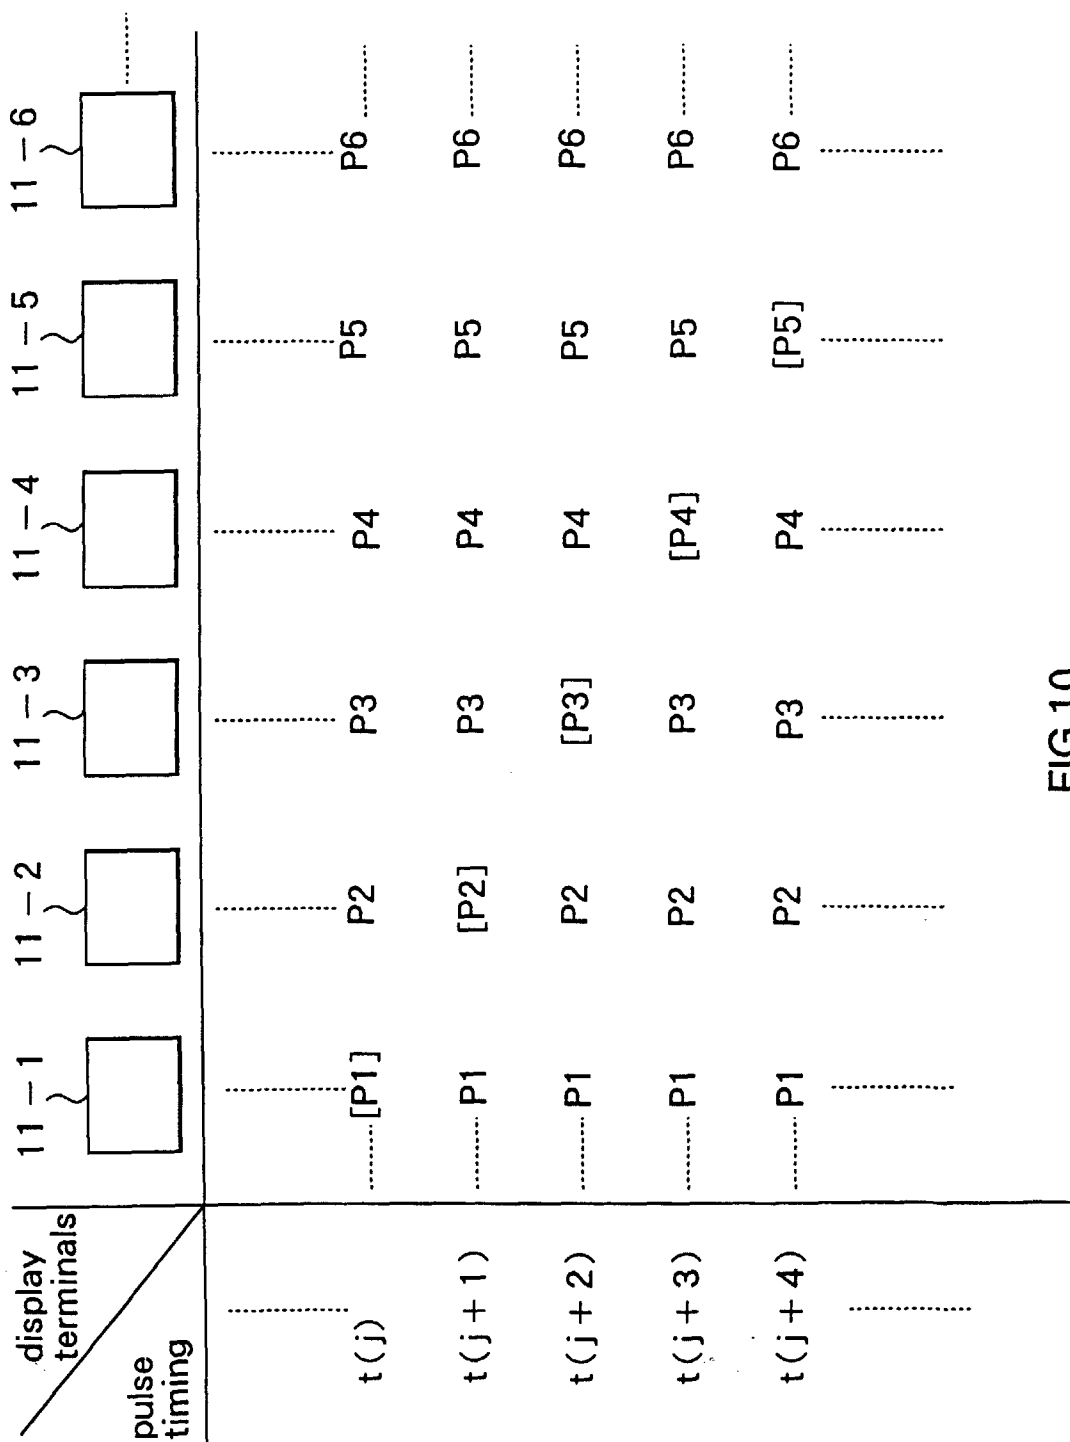 display
terminals
pulse
timing
11-1 11-2 11-3 11-4 11-5 11-6
t(j) [P1] P2 P3 P4 P5 P6
t(j+1) P1 [P2] P3 P4 P5 P6
t(j+2) P1 P2 [P3] P4 P5 P6
t(j+3) P1 P2 P3 [P4] P5 P6
t(j+4) P1 P2 P3 P4 [P5] P6
FIG.10